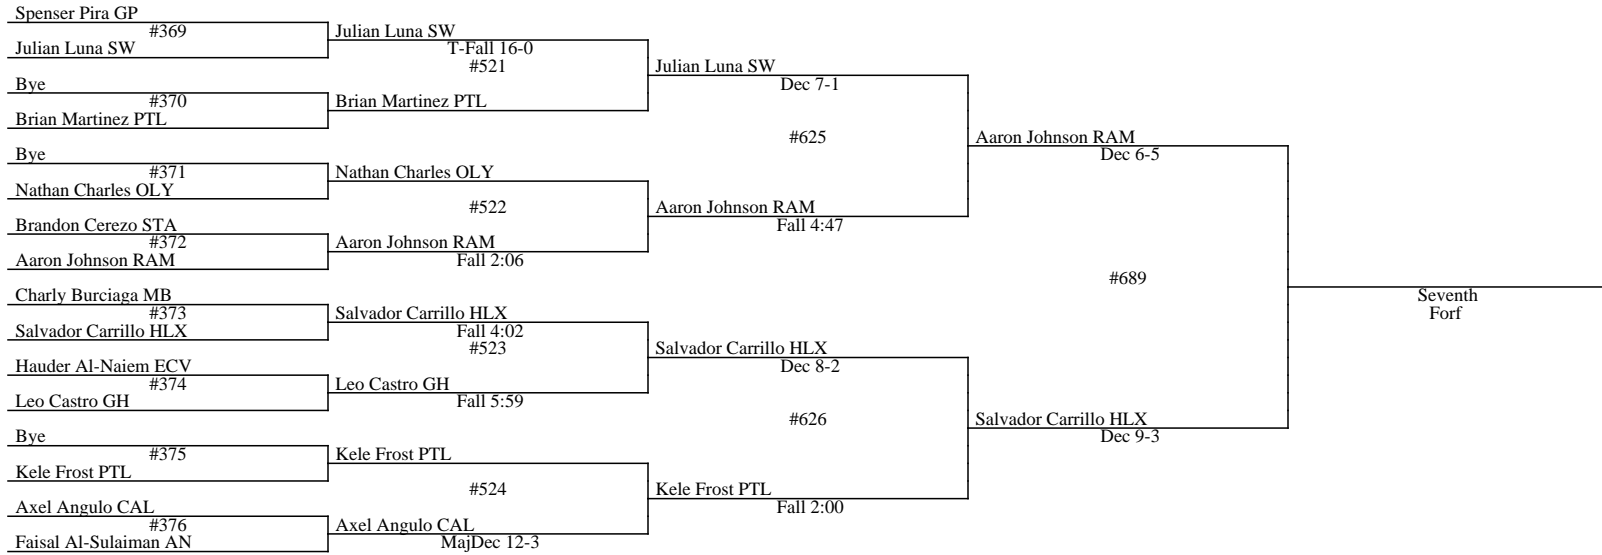 Spenser Pira GP
#369
Julian Luna SW
Bye
#370
Brian Martinez PTL
Bye
#371
Nathan Charles OLY
Brandon Cerezo STA
#372
Aaron Johnson RAM
Charly Burciaga MB
#373
Salvador Carrillo HLX
Hauder Al-Naiem ECV
#374
Leo Castro GH
Bye
#375
Kele Frost PTL
Axel Angulo CAL
#376
Faisal Al-Sulaiman AN
Julian Luna SW
T-Fall 16-0
#521
Brian Martinez PTL
Nathan Charles OLY
#522
Aaron Johnson RAM
Fall 2:06
Salvador Carrillo HLX
Fall 4:02
#523
Leo Castro GH
Fall 5:59
Kele Frost PTL
#524
Axel Angulo CAL
MajDec 12-3
Julian Luna SW
Dec 7-1
#625
Aaron Johnson RAM
Fall 4:47
Salvador Carrillo HLX
Dec 8-2
#626
Kele Frost PTL
Fall 2:00
Aaron Johnson RAM
Dec 6-5
#689
Salvador Carrillo HLX
Dec 9-3
Seventh
Forf